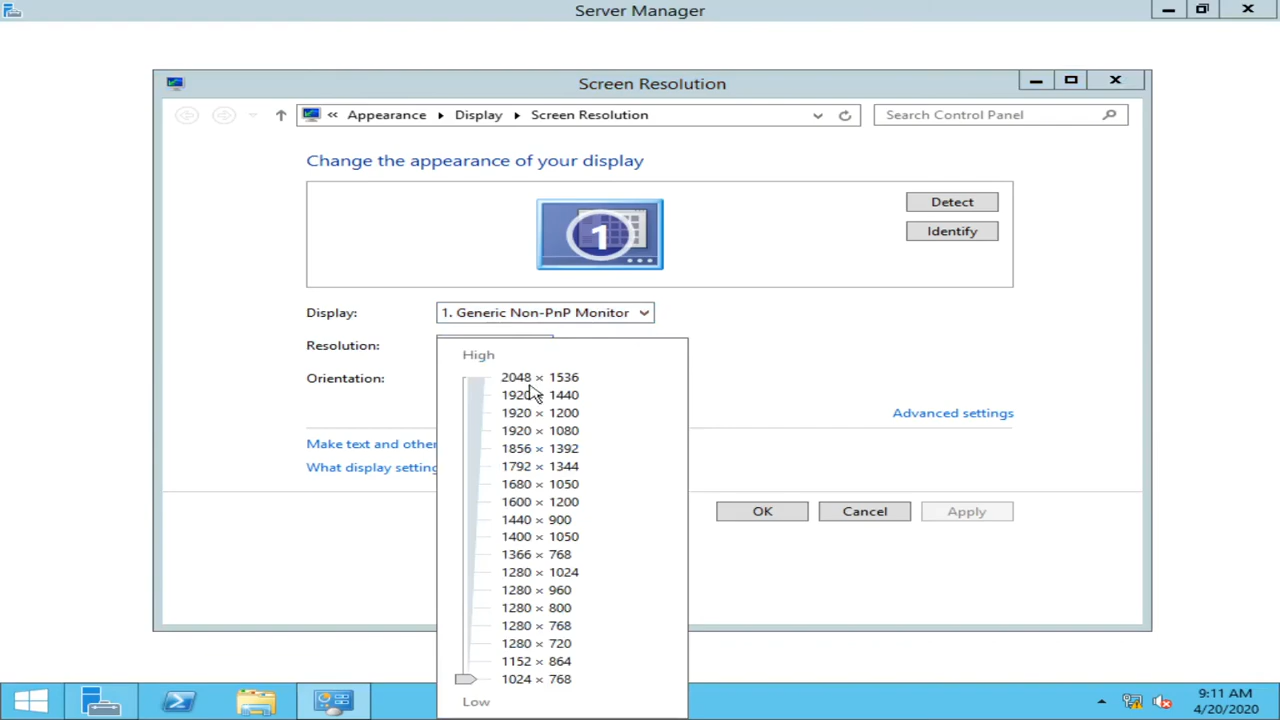 Server Manager
Screen Resolution
« Appearance ▸ Display ▸ Screen Resolution
Search Control Panel
Change the appearance of your display
1
Detect
Identify
Display:
1. Generic Non-PnP Monitor
Resolution:
High
Orientation:
2048 × 1536
1920 × 1440
1920 × 1200
1920 × 1080
1856 × 1392
1792 × 1344
1680 × 1050
1600 × 1200
1440 × 900
1400 × 1050
1366 × 768
1280 × 1024
1280 × 960
1280 × 800
1280 × 768
1280 × 720
1152 × 864
1024 × 768
Low
Advanced settings
Make text and other
What display setting
OK
Cancel
Apply
9:11 AM
4/20/2020